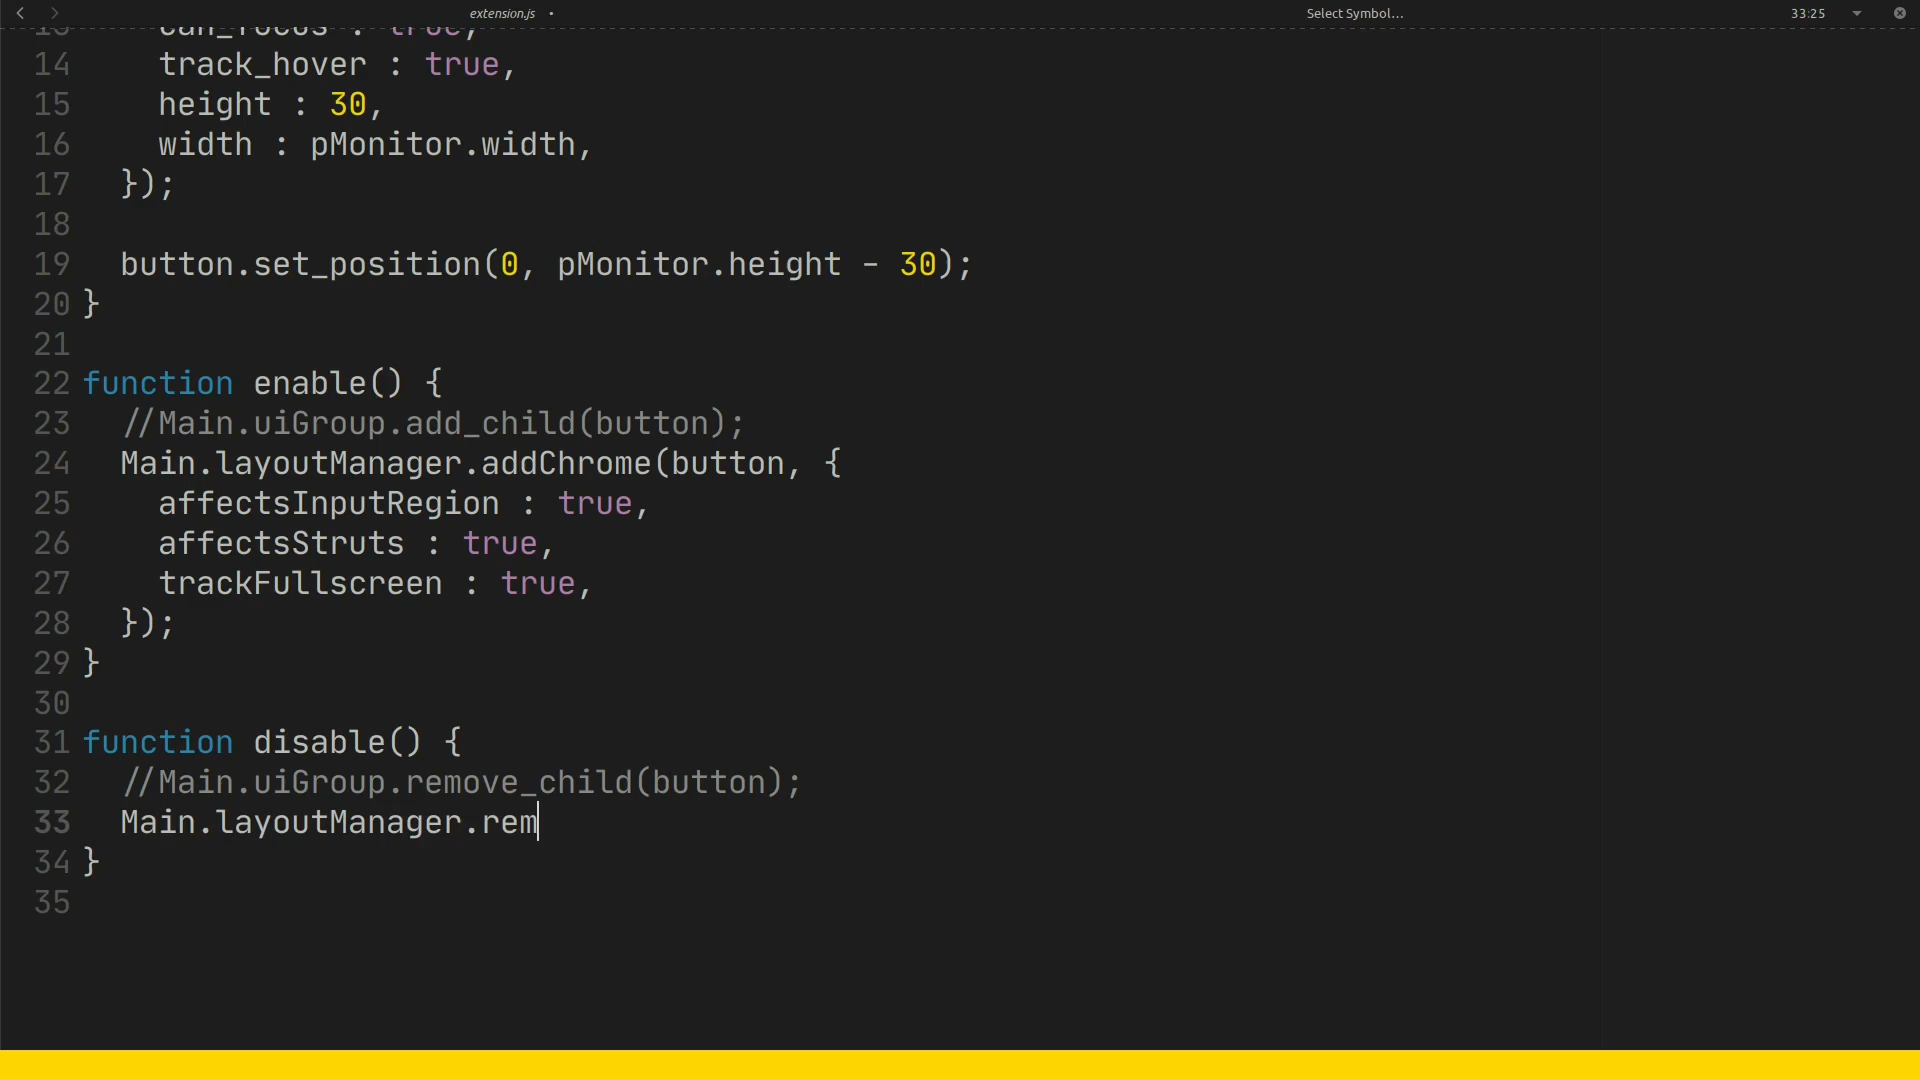 extension.js •
Select Symbol...
33:25
13 can_focus : true,
14 track_hover : true,
15 height : 30,
16 width : pMonitor.width,
17 });
18
19 button.set_position(0, pMonitor.height - 30);
20 }
21
22 function enable() {
23 //Main.uiGroup.add_child(button);
24 Main.layoutManager.addChrome(button, {
25 affectsInputRegion : true,
26 affectsStruts : true,
27 trackFullscreen : true,
28 });
29 }
30
31 function disable() {
32 //Main.uiGroup.remove_child(button);
33 Main.layoutManager.rem
34 }
35